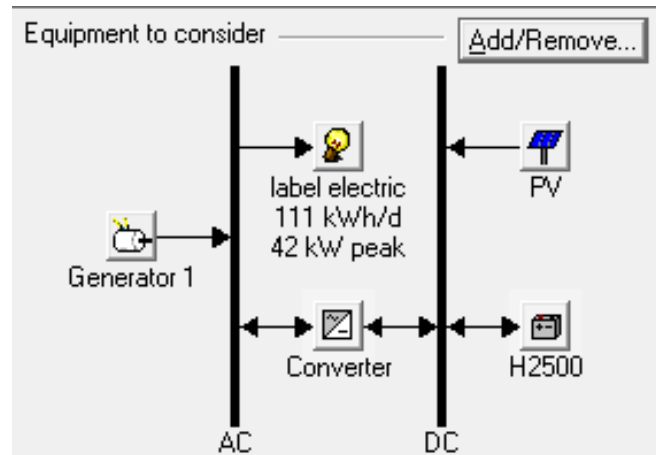 Equipment to consider
Add/Remove...
label electric
111 kWh/d
42 kW peak
PV
Generator 1
Converter
H2500
AC
DC